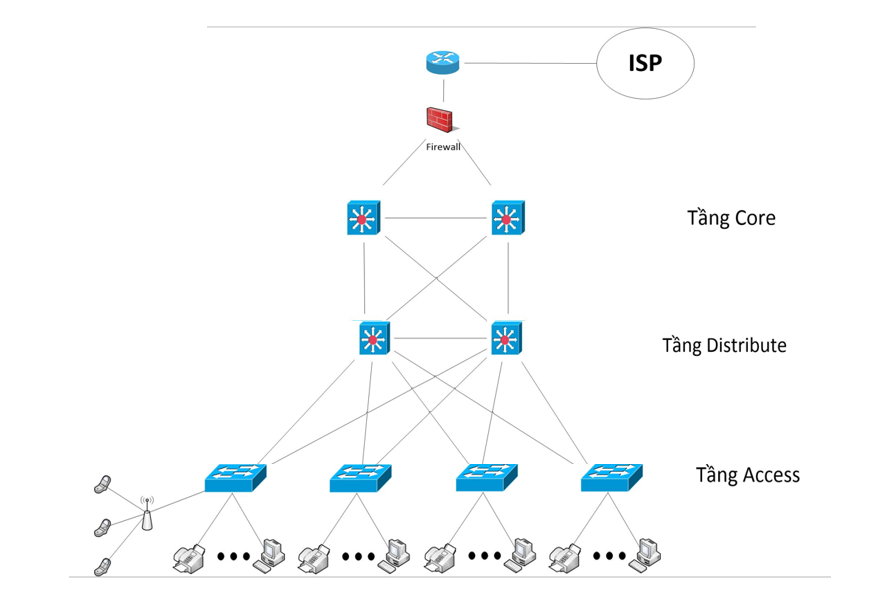 ISP
Firewall
Tầng Core
Tầng Distribute
Tầng Access